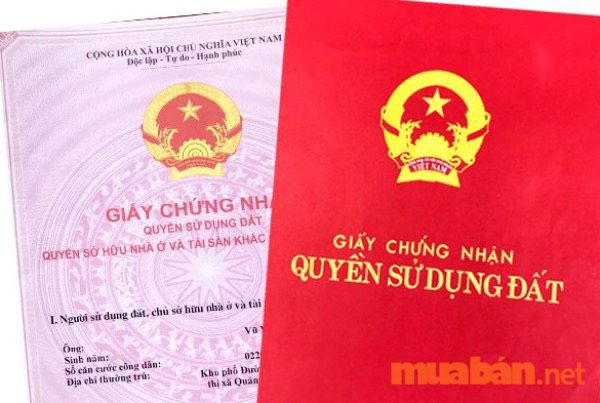 CỘNG HÒA XÃ HỘI CHỦ NGHĨA VIỆT NAM
Độc lập - Tự do - Hạnh phúc
GIẤY CHỨNG NHẬ
QUYỀN SỬ DỤNG ĐẤT
QUYỀN SỞ HỮU NHÀ Ở VÀ TÀI SẢN KHÁC
I. Người sử dụng đất, chủ sở hữu nhà ở và tài
Vũ
Ông:
Sinh năm:
Số căn cước công dân: 022
Địa chỉ thường trú: Khu phố Đườ
thị xã Quản
VIỆT NAM
GIẤY CHỨNG NHẬN
QUYỀN SỬ DỤNG ĐẤT
muabán.net